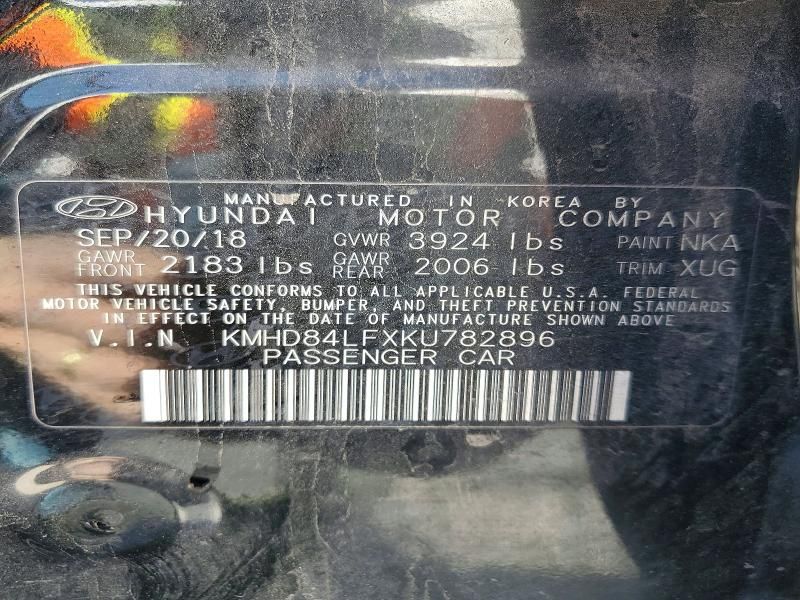 MANUFACTURED IN KOREA BY
HYUNDAI MOTOR COMPANY
SEP/20/18 GVWR 3924 lbs PAINT NKA
GAWR FRONT 2183 lbs GAWR REAR 2006 lbs TRIM XUG
THIS VEHICLE CONFORMS TO ALL APPLICABLE U.S.A. FEDERAL
MOTOR VEHICLE SAFETY, BUMPER, AND THEFT PREVENTION STANDARDS
IN EFFECT ON THE DATE OF MANUFACTURE SHOWN ABOVE
V.I.N KMHD84LFXKU782896
PASSENGER CAR